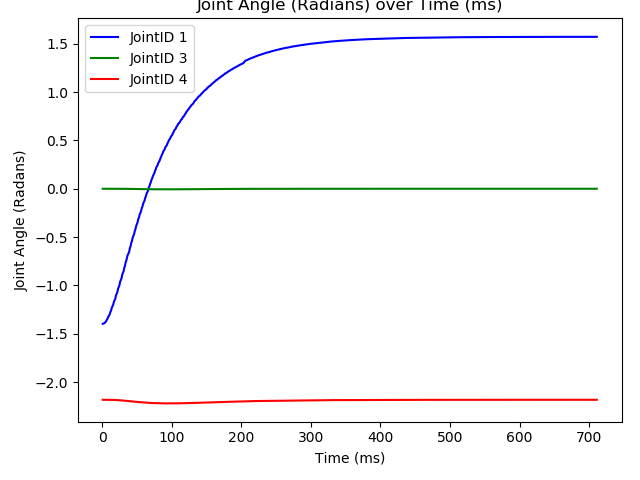 Joint Angle (Radians) over Time (ms)
JointID 1
JointID 3
JointID 4
1.5
1.0
0.5
0.0
−0.5
−1.0
−1.5
−2.0
Joint Angle (Radans)
0 100 200 300 400 500 600 700
Time (ms)